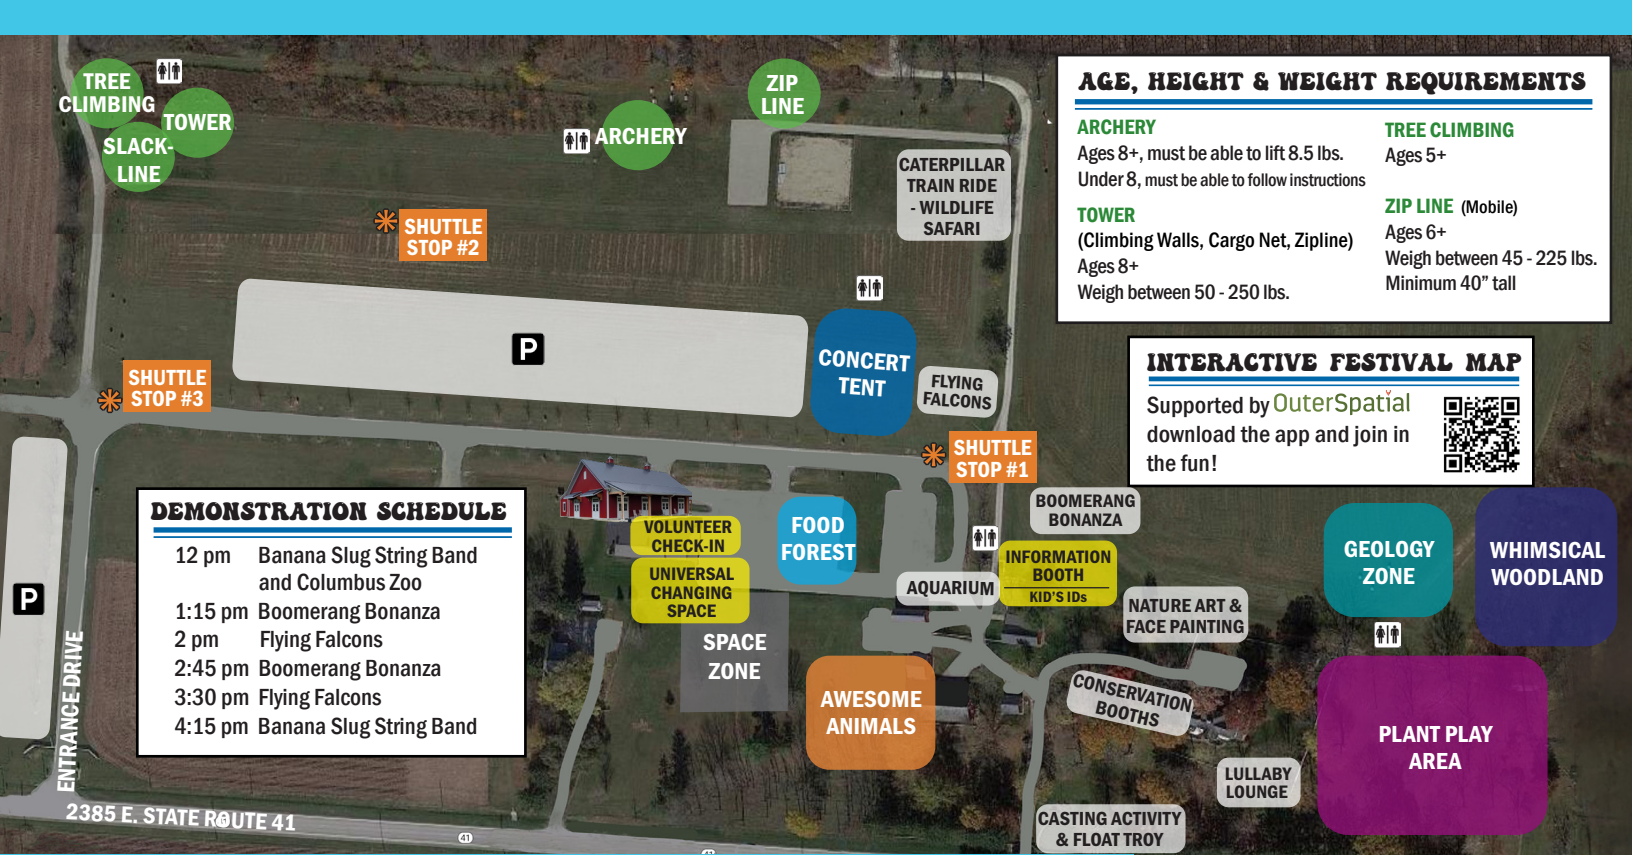 TREE
CLIMBING
TOWER
SLACK-
LINE
ARCHERY
ZIP
LINE
CATERPILLAR
TRAIN RIDE
- WILDLIFE
SAFARI
SHUTTLE
STOP #2
P
CONCERT
TENT
FLYING
FALCONS
SHUTTLE
STOP #3
SHUTTLE
STOP #1
AGE, HEIGHT & WEIGHT REQUIREMENTS
ARCHERY
Ages 8+, must be able to lift 8.5 lbs.
Under 8, must be able to follow instructions
TOWER
(Climbing Walls, Cargo Net, Zipline)
Ages 8+
Weigh between 50 - 250 lbs.
TREE CLIMBING
Ages 5+
ZIP LINE (Mobile)
Ages 6+
Weigh between 45 - 225 lbs.
Minimum 40” tall
INTERACTIVE FESTIVAL MAP
Supported by OuterSpatial
download the app and join in
the fun!
DEMONSTRATION SCHEDULE
12 pm Banana Slug String Band
and Columbus Zoo
1:15 pm Boomerang Bonanza
2 pm Flying Falcons
2:45 pm Boomerang Bonanza
3:30 pm Flying Falcons
4:15 pm Banana Slug String Band
P
ENTRANCE DRIVE
2385 E. STATE ROUTE 41
41
VOLUNTEER
CHECK-IN
UNIVERSAL
CHANGING
SPACE
FOOD
FOREST
SPACE
ZONE
AWESOME
ANIMALS
AQUARIUM
INFORMATION
BOOTH
KID'S IDs
BOOMERANG
BONANZA
NATURE ART &
FACE PAINTING
CONSERVATION
BOOTHS
LULLABY
LOUNGE
CASTING ACTIVITY
& FLOAT TROY
GEOLOGY
ZONE
WHIMSICAL
WOODLAND
PLANT PLAY
AREA